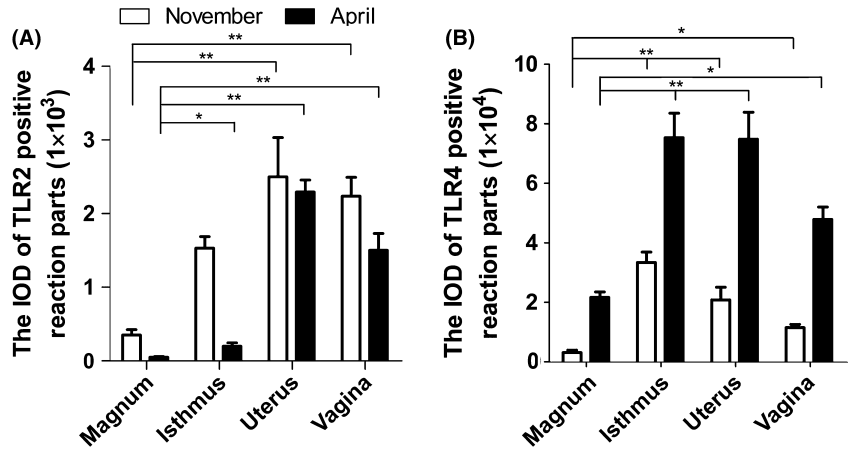 November April
(A)
The IOD of TLR2 positive
reaction parts (1×10³)
4
3
2
1
0
**
**
**
**
*
Magnum
Isthmus
Uterus
Vagina
(B)
The IOD of TLR4 positive
reaction parts (1×10⁴)
10
8
6
4
2
0
*
**
*
**
Magnum
Isthmus
Uterus
Vagina